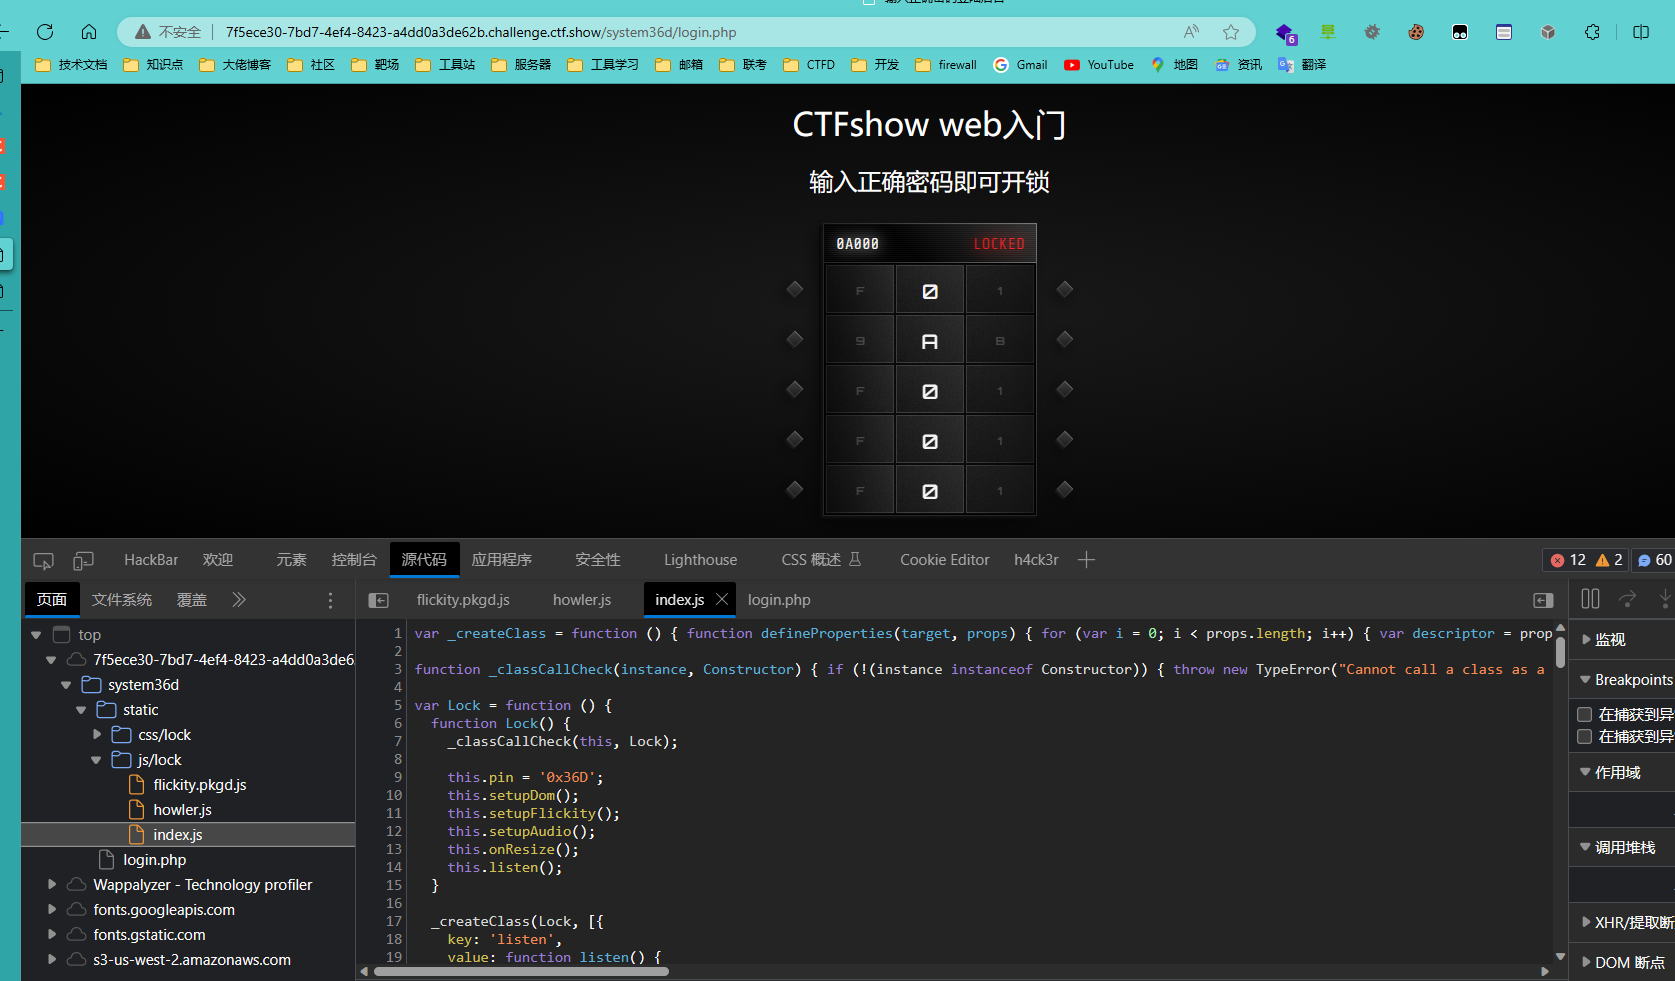 不安全 7f5ece30-7bd7-4ef4-8423-a4dd0a3de62b.challenge.ctf.show/system36d/login.php 6
技术文档 知识点 大佬博客 社区 靶场 工具站 服务器 工具学习 邮箱 联考 CTFD 开发 firewall Gmail YouTube 地图 资讯 翻译
CTFshow web入门
输入正确密码即可开锁
0A000 LOCKED
F 0 1
9 A B
F 0 1
F 0 1
F 0 1
HackBar 欢迎 元素 控制台 源代码 应用程序 安全性 Lighthouse CSS 概述 Cookie Editor h4ck3r 12 2 60
页面 文件系统 覆盖 flickity.pkgd.js howler.js index.js login.php
top
7f5ece30-7bd7-4ef4-8423-a4dd0a3de6
system36d
static
css/lock
js/lock
flickity.pkgd.js
howler.js
index.js
login.php
Wappalyzer - Technology profiler
fonts.googleapis.com
fonts.gstatic.com
s3-us-west-2.amazonaws.com
1 var _createClass = function () { function defineProperties(target, props) { for (var i = 0; i < props.length; i++) { var descriptor = prop
2
3 function _classCallCheck(instance, Constructor) { if (!(instance instanceof Constructor)) { throw new TypeError("Cannot call a class as a
4
5 var Lock = function () {
6 function Lock() {
7 _classCallCheck(this, Lock);
8
9 this.pin = '0x36D';
10 this.setupDom();
11 this.setupFlickity();
12 this.setupAudio();
13 this.onResize();
14 this.listen();
15 }
16
17 _createClass(Lock, [{
18 key: 'listen',
19 value: function listen() {
监视
Breakpoints
在捕获到异
在捕获到异
作用域
调用堆栈
XHR/提取断
DOM 断点